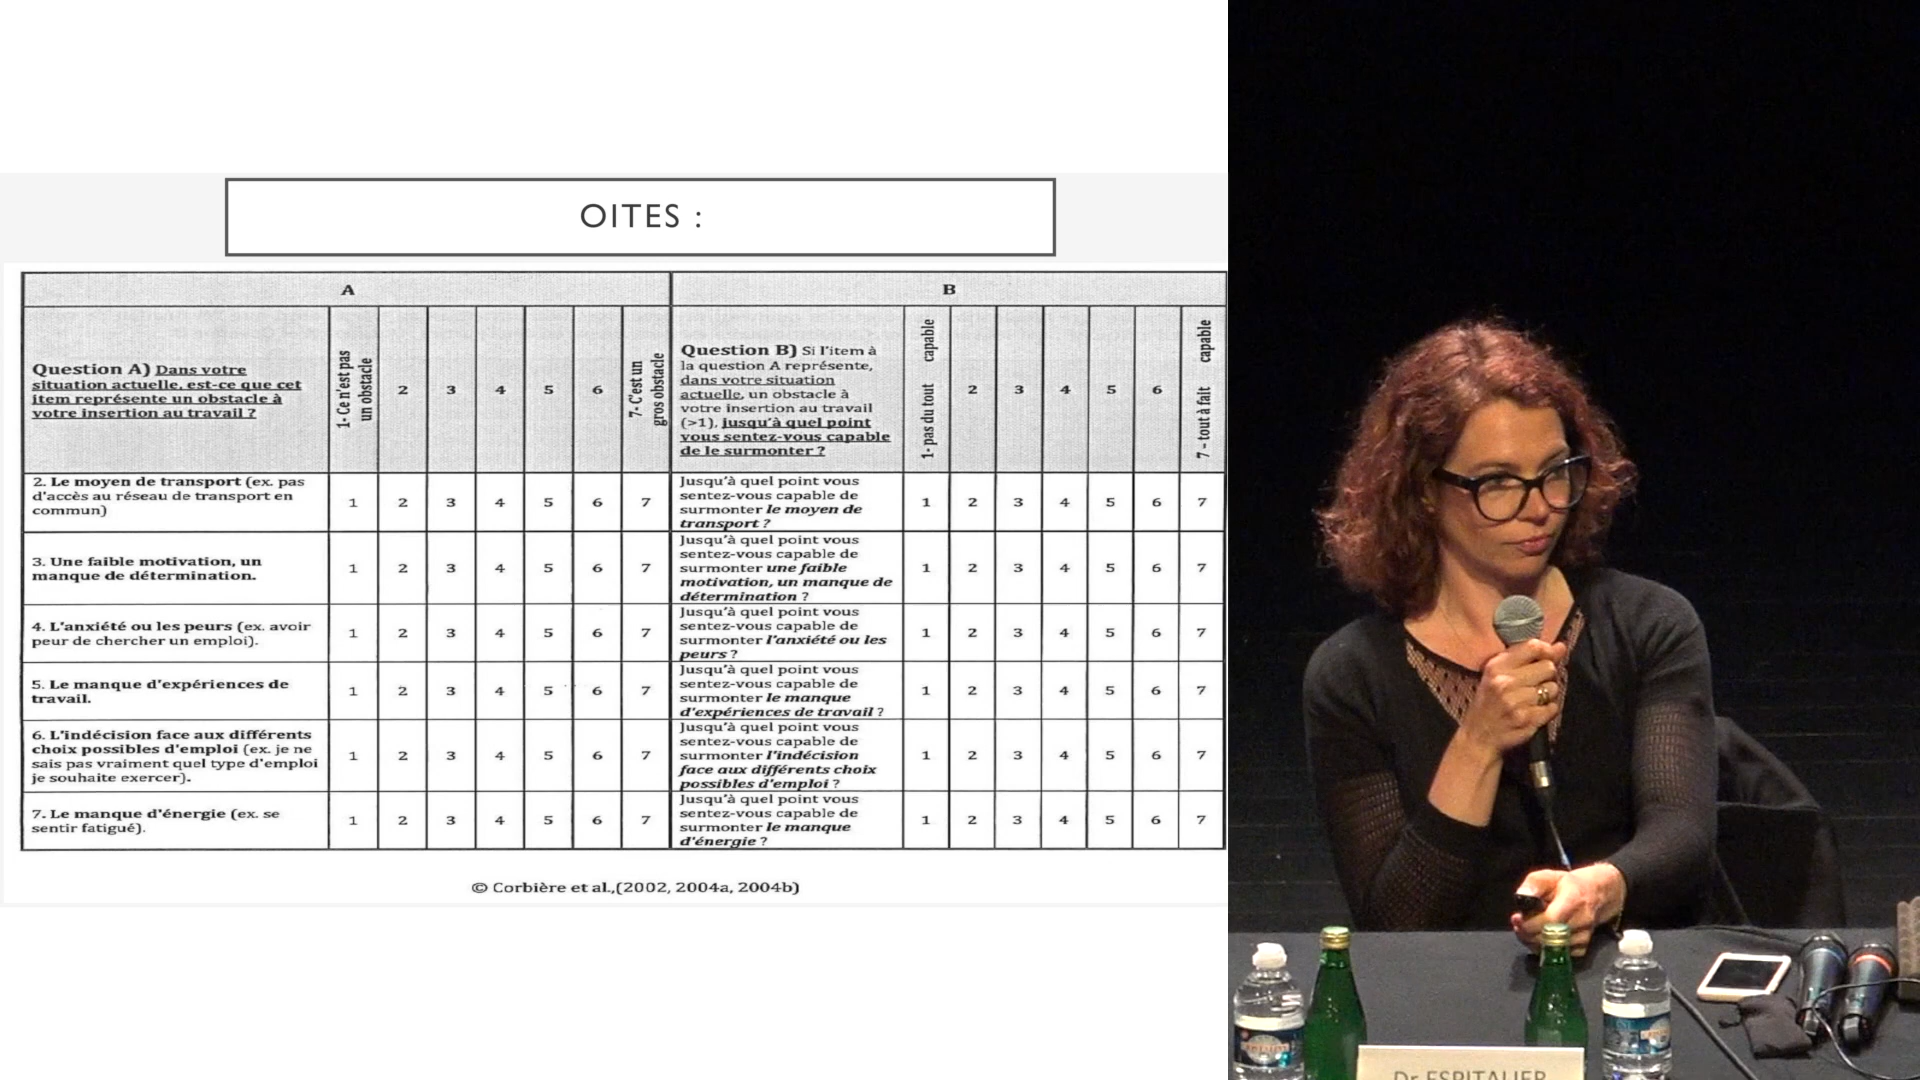 OITES :
A
B
Question A) Dans votre
situation actuelle, est-ce que cet
item représente un obstacle à
votre insertion au travail ?
1- Ce n'est pas
un obstacle
2 3 4 5 6
7- C'est un
gros obstacle
Question B) Si l'item à
la question A représente,
dans votre situation
actuelle, un obstacle à
votre insertion au travail
(>1), jusqu'à quel point
vous sentez-vous capable
de le surmonter ?
1- pas du tout capable
2 3 4 5 6
7 - tout à fait capable
2. Le moyen de transport (ex. pas
d'accès au réseau de transport en
commun)
1 2 3 4 5 6 7
Jusqu'à quel point vous
sentez-vous capable de
surmonter le moyen de
transport ?
1 2 3 4 5 6 7
3. Une faible motivation, un
manque de détermination.
1 2 3 4 5 6 7
Jusqu'à quel point vous
sentez-vous capable de
surmonter une faible
motivation, un manque de
détermination ?
1 2 3 4 5 6 7
4. L'anxiété ou les peurs (ex. avoir
peur de chercher un emploi).
1 2 3 4 5 6 7
Jusqu'à quel point vous
sentez-vous capable de
surmonter l'anxiété ou les
peurs ?
1 2 3 4 5 6 7
5. Le manque d'expériences de
travail.
1 2 3 4 5 6 7
Jusqu'à quel point vous
sentez-vous capable de
surmonter le manque
d'expériences de travail ?
1 2 3 4 5 6 7
6. L'indécision face aux différents
choix possibles d'emploi (ex. je ne
sais pas vraiment quel type d'emploi
je souhaite exercer).
1 2 3 4 5 6 7
Jusqu'à quel point vous
sentez-vous capable de
surmonter l'indécision
face aux différents choix
possibles d'emploi ?
1 2 3 4 5 6 7
7. Le manque d'énergie (ex. se
sentir fatigué).
1 2 3 4 5 6 7
Jusqu'à quel point vous
sentez-vous capable de
surmonter le manque
d'énergie ?
1 2 3 4 5 6 7
© Corbière et al.,(2002, 2004a, 2004b)
Dr ESPITALIER